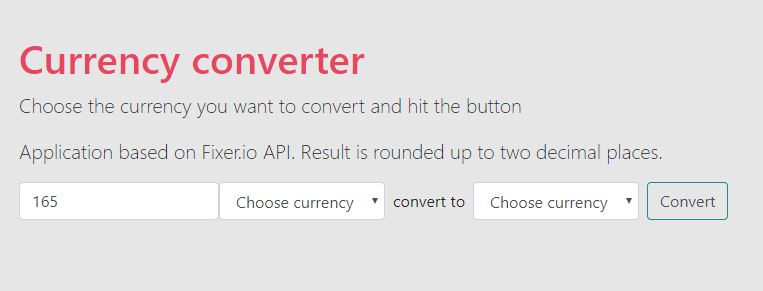 Currency converter
Choose the currency you want to convert and hit the button
Application based on Fixer.io API. Result is rounded up to two decimal places.
165 Choose currency convert to Choose currency Convert